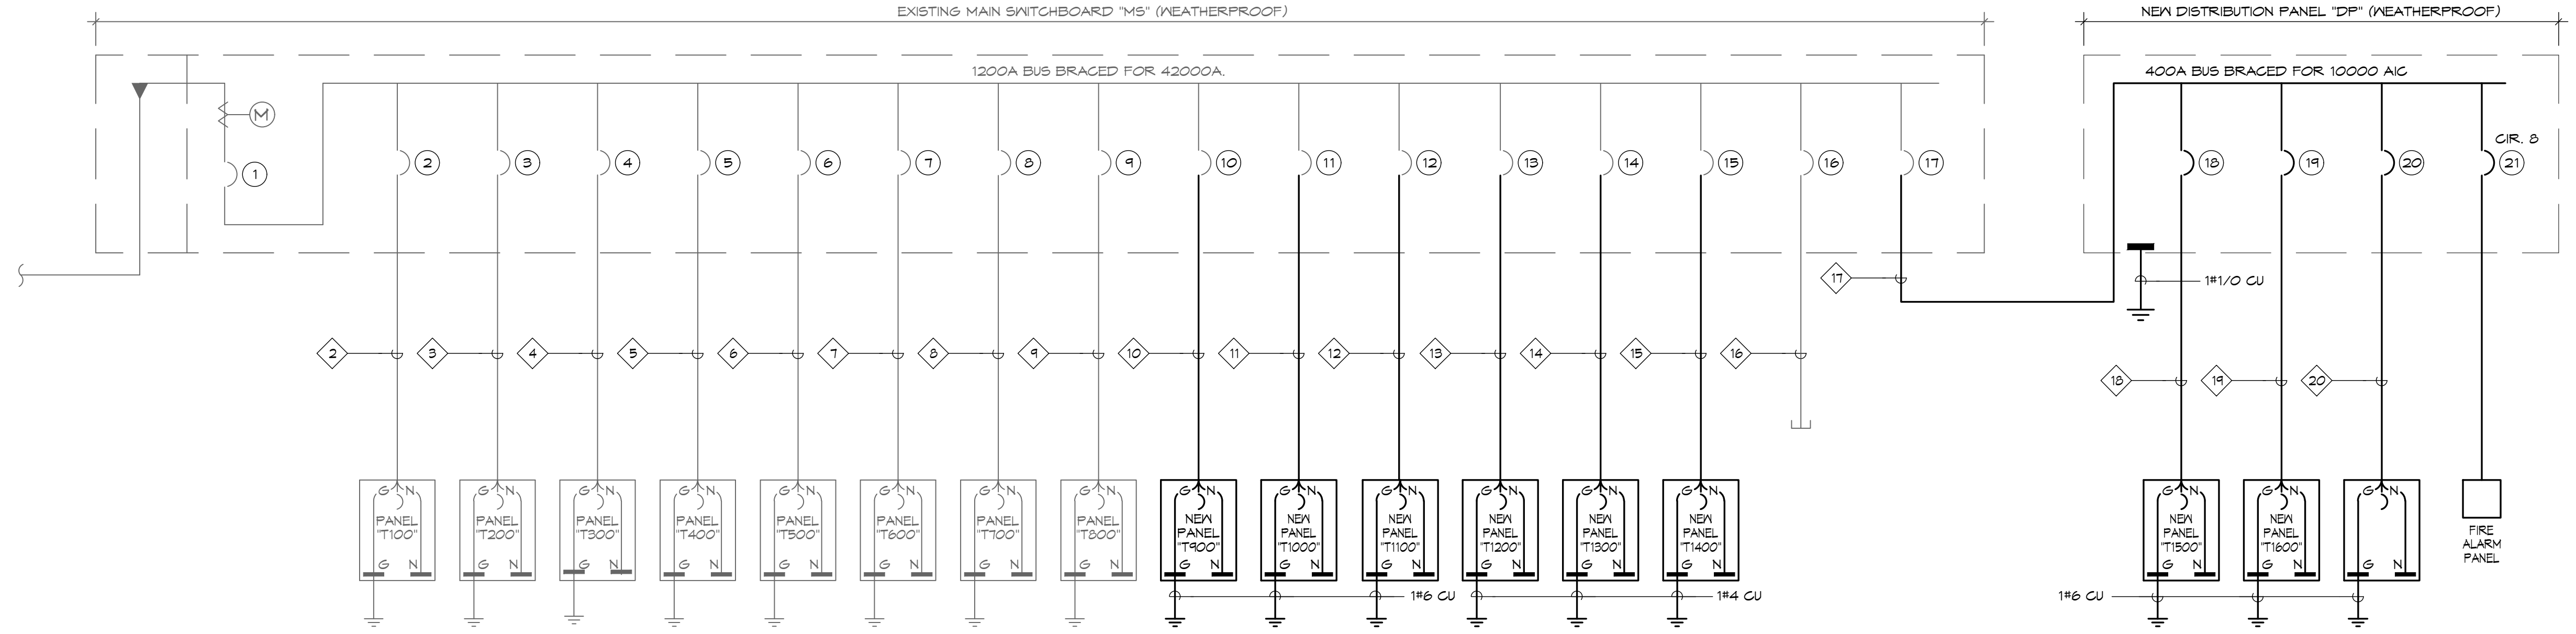 EXISTING MAIN SWITCHBOARD "MS" (WEATHERPROOF)
NEW DISTRIBUTION PANEL "DP" (WEATHERPROOF)
1200A BUS BRACED FOR 42000A.
400A BUS BRACED FOR 10000 AIC
M
CIR. 8
1
2
3
4
5
6
7
8
9
10
11
12
13
14
15
16
17
18
19
20
21
17
1#1/0 CU
2
3
4
5
6
7
8
9
10
11
12
13
14
15
16
18
19
20
G N
PANEL
"T100"
G N
G N
PANEL
"T200"
G N
G N
PANEL
"T300"
G N
G N
PANEL
"T400"
G N
G N
PANEL
"T500"
G N
G N
PANEL
"T600"
G N
G N
PANEL
"T700"
G N
G N
PANEL
"T800"
G N
G N
NEW
PANEL
"T900"
G N
G N
NEW
PANEL
"T1000"
G N
G N
NEW
PANEL
"T1100"
G N
G N
NEW
PANEL
"T1200"
G N
G N
NEW
PANEL
"T1300"
G N
G N
NEW
PANEL
"T1400"
G N
G N
NEW
PANEL
"T1500"
G N
G N
NEW
PANEL
"T1600"
G N
G N
G N
FIRE
ALARM
PANEL
1#6 CU
1#4 CU
1#6 CU